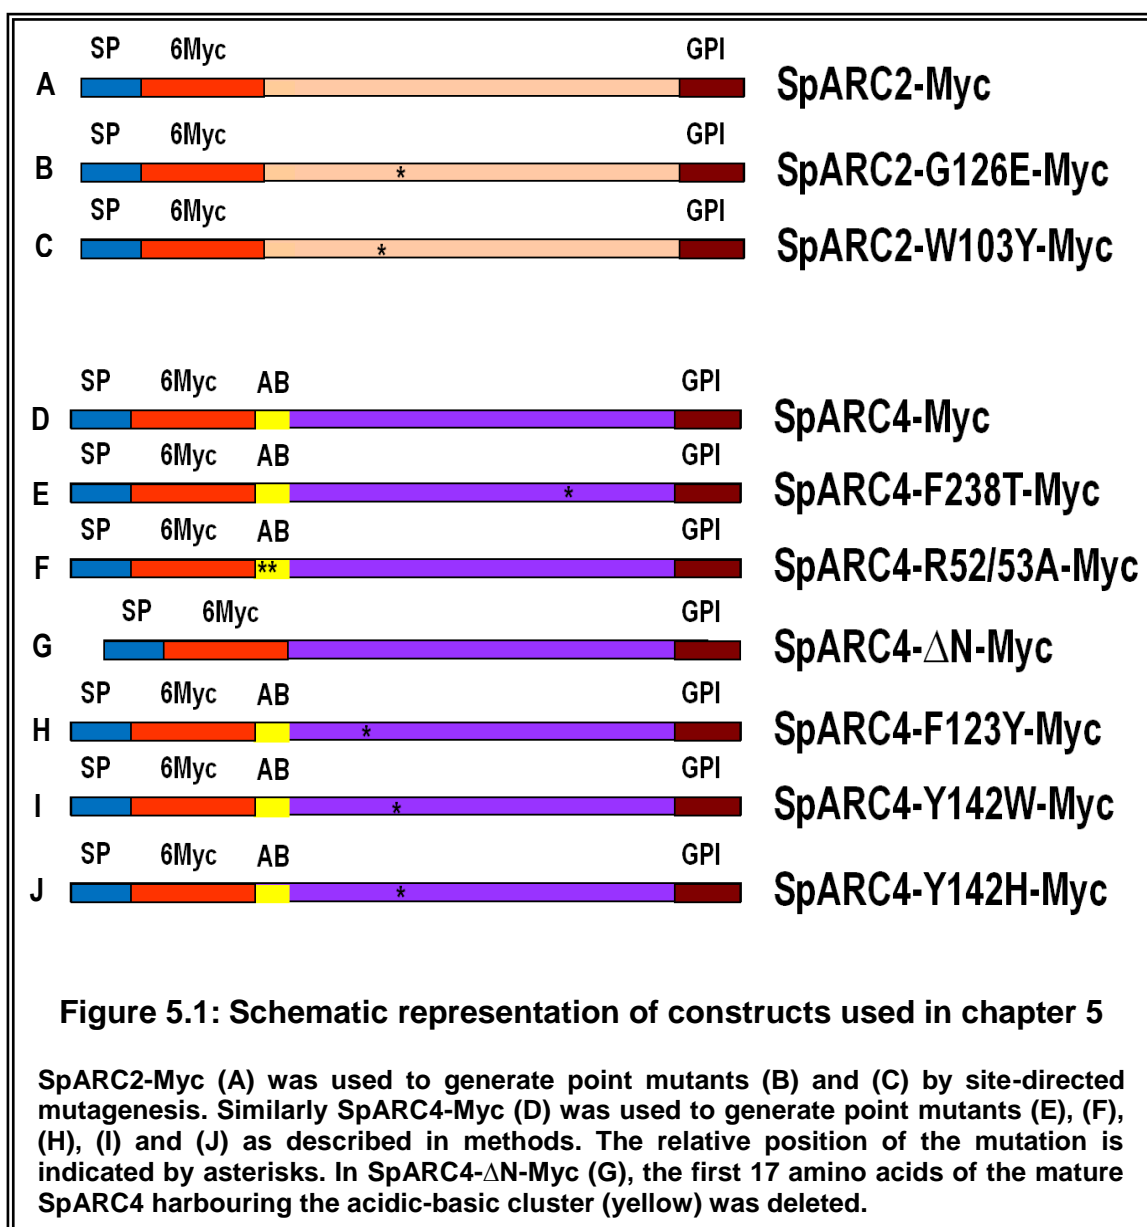 SP 6Myc GPI
A SpARC2-Myc
SP 6Myc GPI
B * SpARC2-G126E-Myc
SP 6Myc GPI
C * SpARC2-W103Y-Myc
SP 6Myc AB GPI
D SpARC4-Myc
SP 6Myc AB GPI
E * SpARC4-F238T-Myc
SP 6Myc AB GPI
F ** SpARC4-R52/53A-Myc
SP 6Myc GPI
G SpARC4-ΔN-Myc
SP 6Myc AB GPI
H * SpARC4-F123Y-Myc
SP 6Myc AB GPI
I * SpARC4-Y142W-Myc
SP 6Myc AB GPI
J * SpARC4-Y142H-Myc
Figure 5.1: Schematic representation of constructs used in chapter 5
SpARC2-Myc (A) was used to generate point mutants (B) and (C) by site-directed
mutagenesis. Similarly SpARC4-Myc (D) was used to generate point mutants (E), (F),
(H), (I) and (J) as described in methods. The relative position of the mutation is
indicated by asterisks. In SpARC4-ΔN-Myc (G), the first 17 amino acids of the mature
SpARC4 harbouring the acidic-basic cluster (yellow) was deleted.